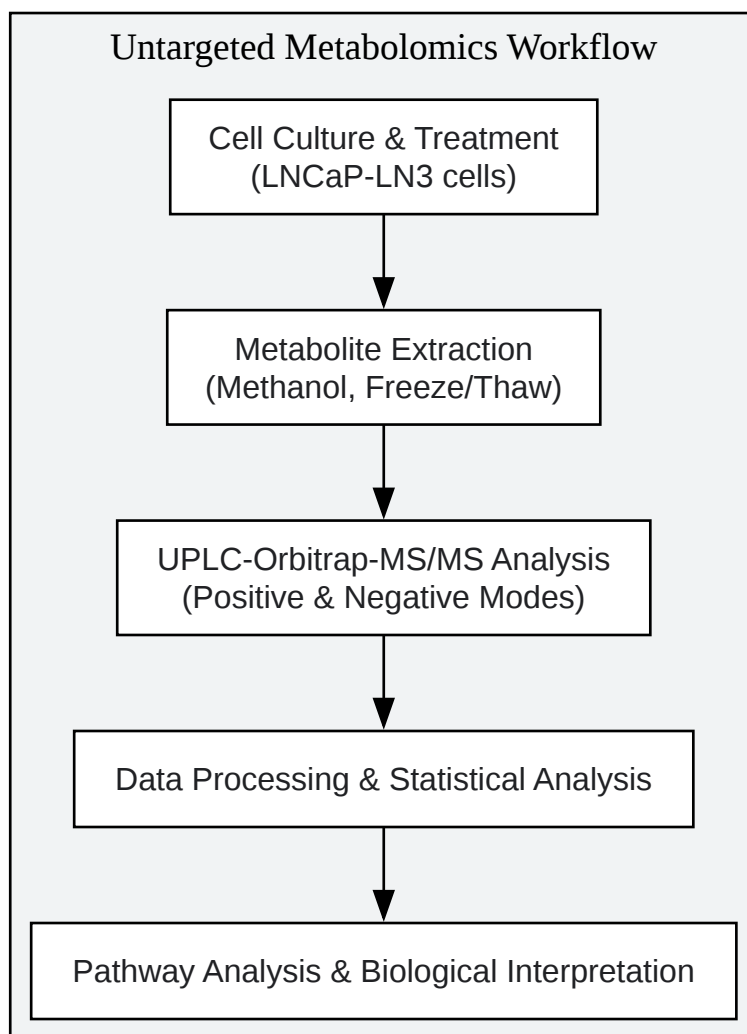 Untargeted Metabolomics Workflow
Cell Culture & Treatment
(LNCaP-LN3 cells)
Metabolite Extraction
(Methanol, Freeze/Thaw)
UPLC-Orbitrap-MS/MS Analysis
(Positive & Negative Modes)
Data Processing & Statistical Analysis
Pathway Analysis & Biological Interpretation